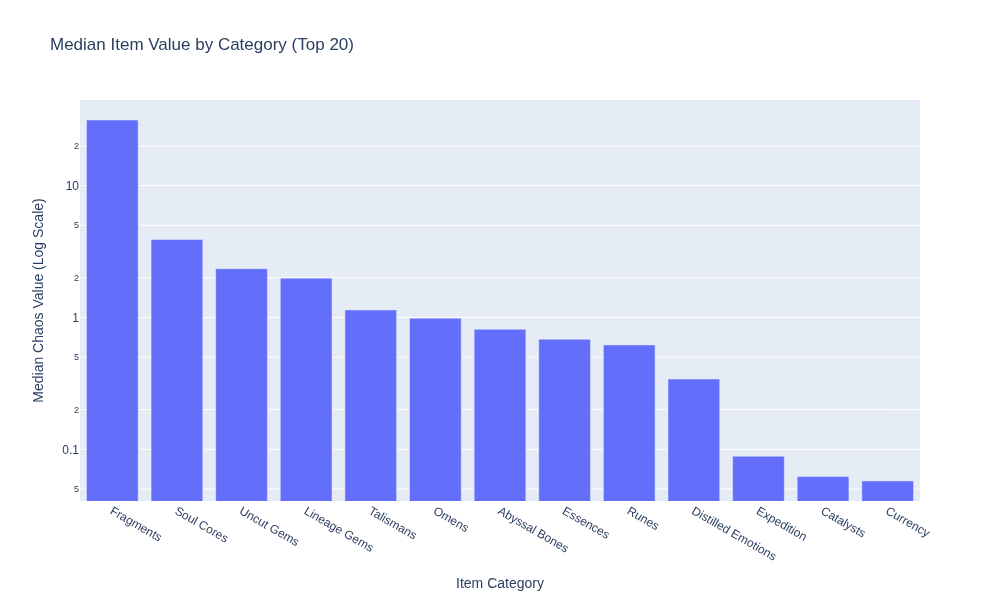 Median Item Value by Category (Top 20)
Median Chaos Value (Log Scale)
2
10
5
2
1
5
2
0.1
5
Fragments
Soul Cores
Uncut Gems
Lineage Gems
Talismans
Omens
Abyssal Bones
Essences
Runes
Distilled Emotions
Expedition
Catalysts
Currency
Item Category